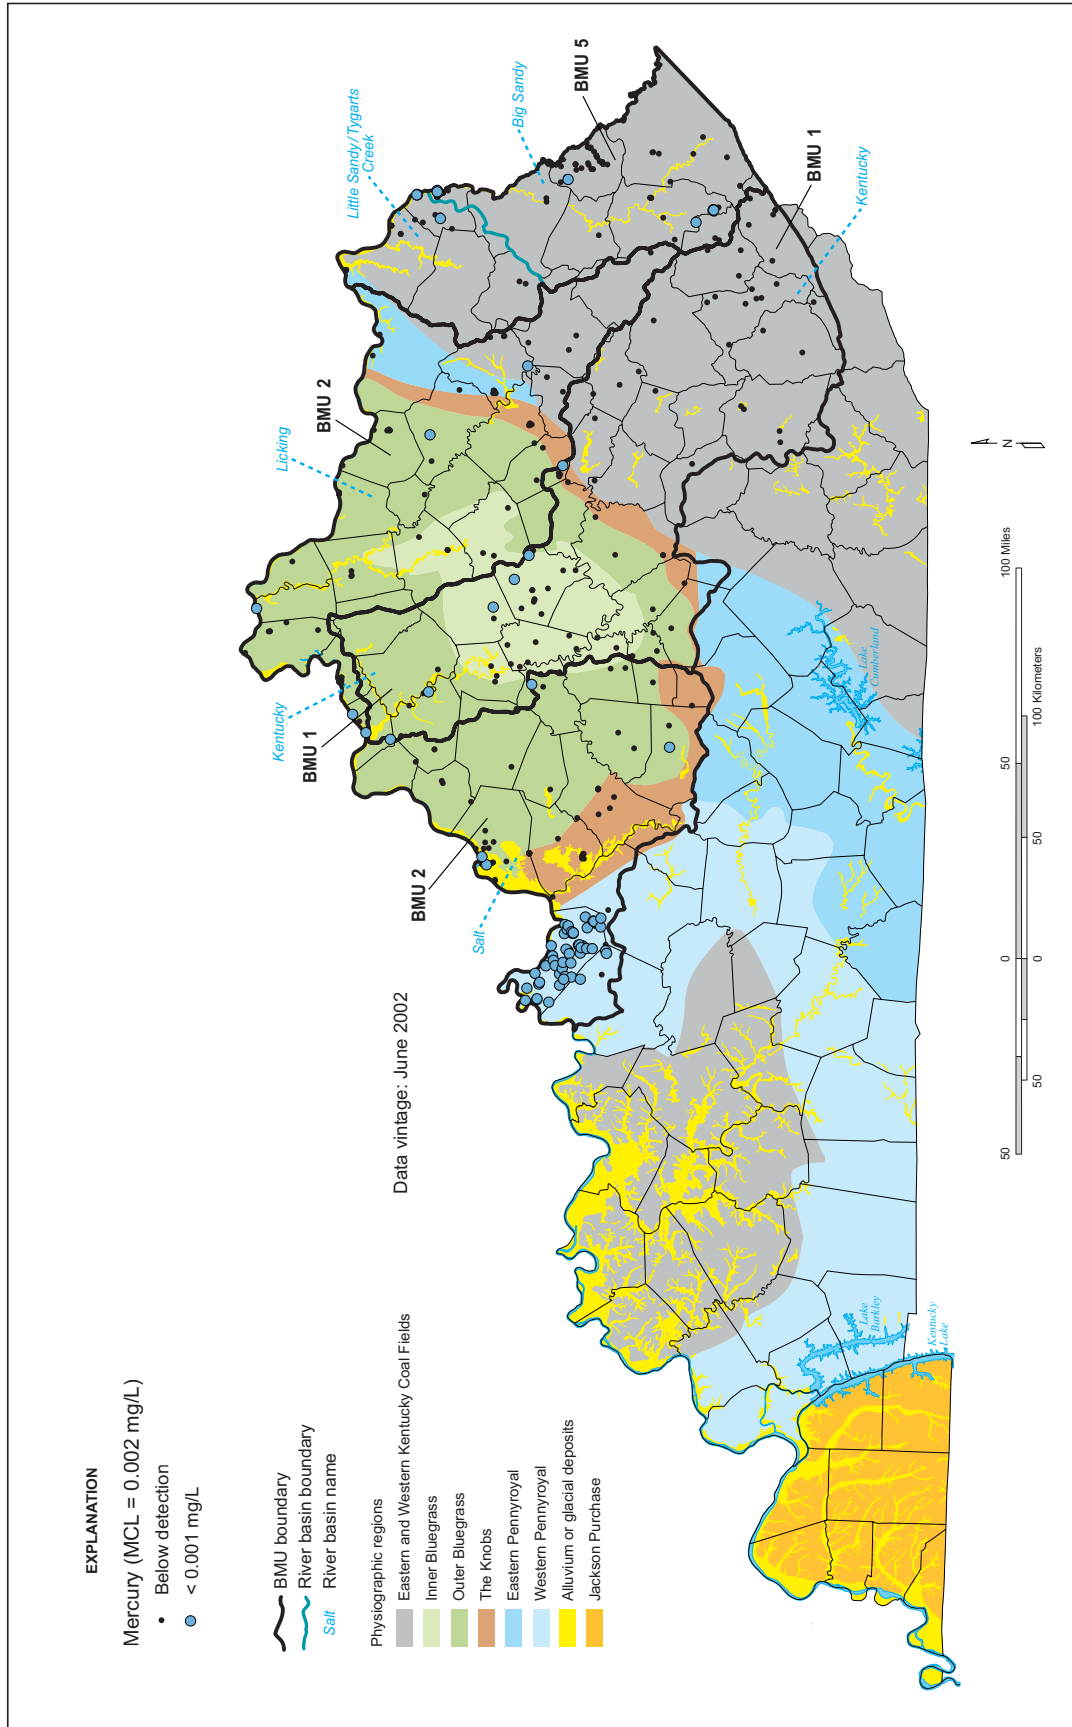 EXPLANATION
Mercury (MCL = 0.002 mg/L)
Below detection
< 0.001 mg/L
BMU boundary
River basin boundary
Salt River basin name
Physiographic regions
Eastern and Western Kentucky Coal Fields
Inner Bluegrass
Outer Bluegrass
The Knobs
Eastern Pennyroyal
Western Pennyroyal
Alluvium or glacial deposits
Jackson Purchase
Data vintage: June 2002
Salt
BMU 2
BMU 1
Kentucky
Licking
BMU 2
Little Sandy/Tygarts
Creek
Big Sandy
BMU 5
BMU 1
Kentucky
Lake
Cumberland
Lake
Barkley
Kentucky
Lake
N
50 0 50 100 Miles
50 0 50 100 Kilometers